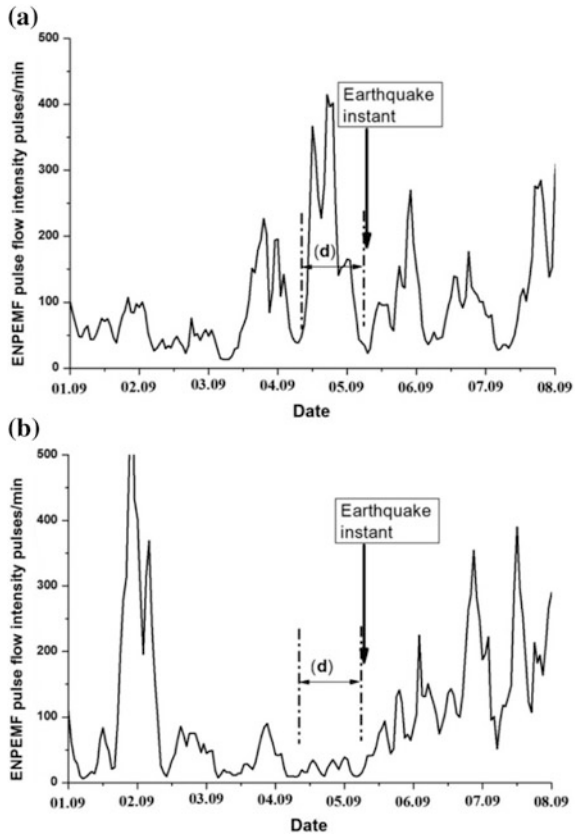 (a)
ENPEMF pulse flow intensity pulses/min
500
400
300
200
100
0
Earthquake
instant
(d)
01.09 02.09 03.09 04.09 05.09 06.09 07.09 08.09
Date
(b)
ENPEMF pulse flow intensity pulses/min
500
400
300
200
100
0
Earthquake
instant
(d)
01.09 02.09 03.09 04.09 05.09 06.09 07.09 08.09
Date